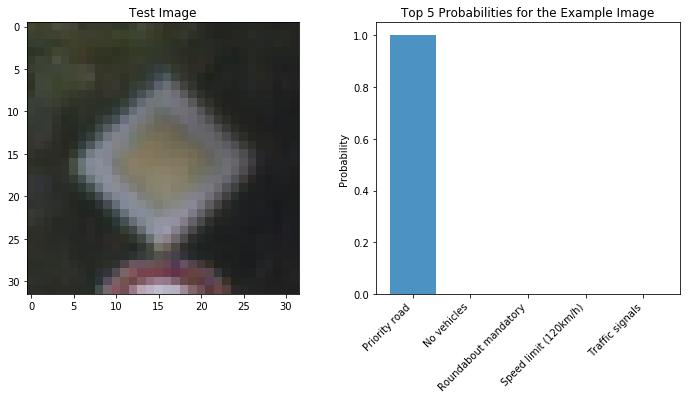 Test Image
0
5
10
15
20
25
30
0 5 10 15 20 25 30
Top 5 Probabilities for the Example Image
Probability
1.0
0.8
0.6
0.4
0.2
0.0
Priority road
No vehicles
Roundabout mandatory
Speed limit (120km/h)
Traffic signals